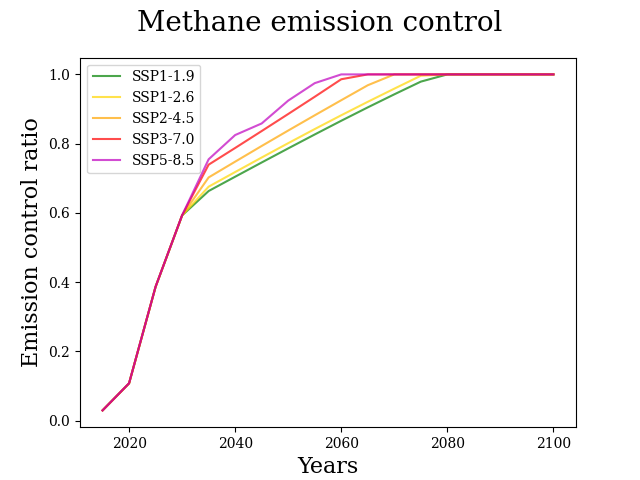 Methane emission control
Emission control ratio
1.0
0.8
0.6
0.4
0.2
0.0
SSP1-1.9
SSP1-2.6
SSP2-4.5
SSP3-7.0
SSP5-8.5
2020 2040 2060 2080 2100
Years